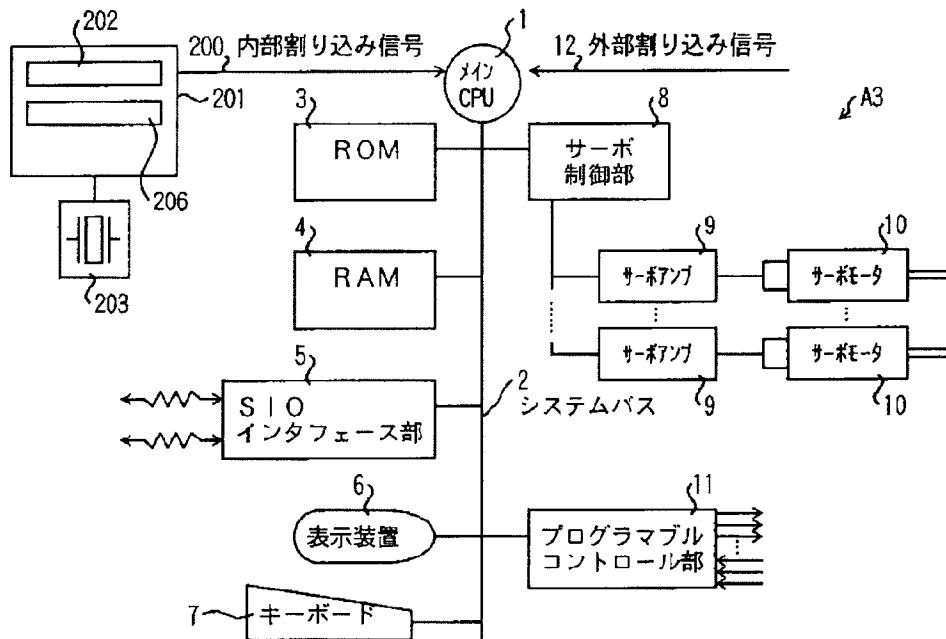 202
200 内部割り込み信号
1
12 外部割り込み信号
メイン
CPU
201
A3
3
ROM
8
サーボ
制御部
206
203
4
RAM
9
サーボアンプ
10
サーボモータ
サーボアンプ
9
サーボモータ
10
5
SIO
インタフェース部
2
システムバス
6
表示装置
11
プログラマブル
コントロール部
7
キーボード